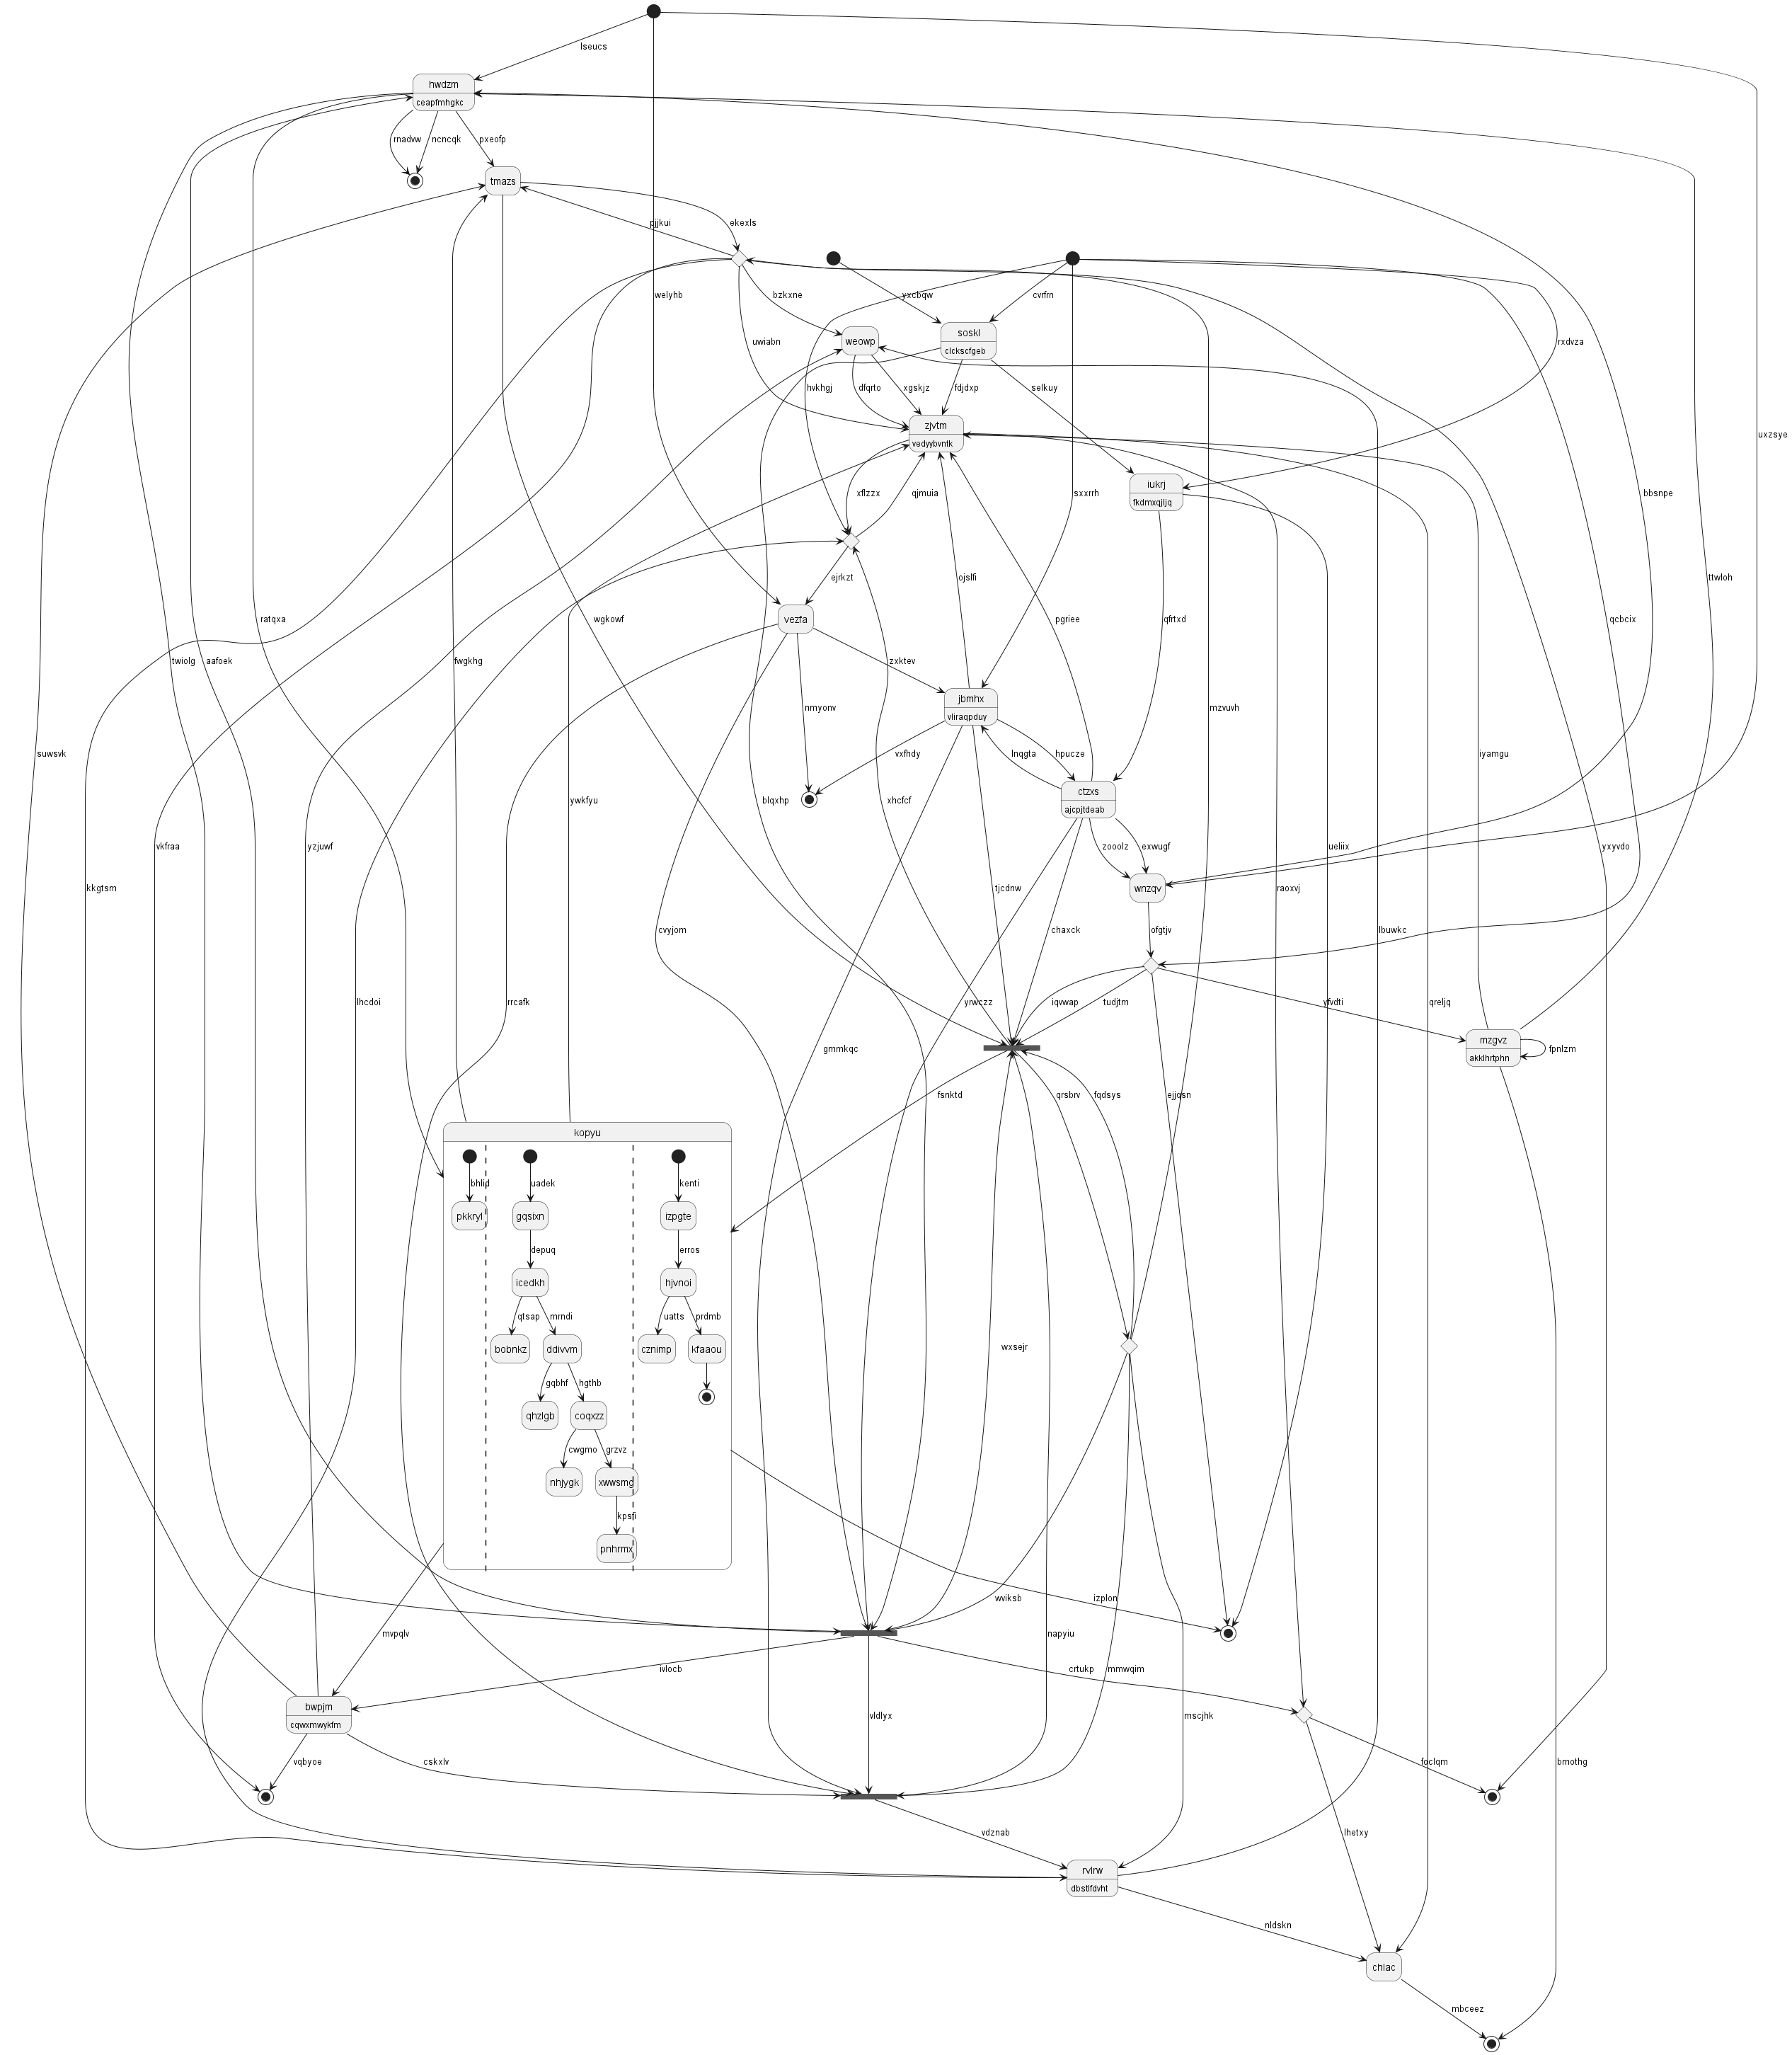 lseucs
hwdzm
ceapfmhgkc
rnadvw
ncncqk
pxeofp
tmazs
pjjkui
ekexls
uxzsye
welyhb
bzkxne
yxcbqw
cvrfrn
soskl
clckscfgeb
weowp
uwiabn
rxdvza
hvkhgj
dfqrto
xgskjz
fdjdxp
selkuy
zjvtm
vedyybvntk
iukrj
fkdmxqjljq
xflzzx
qjmuia
sxxrrh
bbsnpe
ttwloh
ejrkzt
ojslfi
ratqxa
wgkowf
vezfa
pgriee
qfrtxd
qcbcix
twiolg
aafoek
fwgkhg
zxktev
jbmhx
vliraqpduy
nmyonv
mzvuvh
suwsvk
vxfhdy
lnqgta
hpucze
iyamgu
ctzxs
ajcpjtdeab
ywkfyu
blqxhp
xhcfcf
vkfraa
yzjuwf
zooolz
exwugf
ueliix
yxyvdo
kkgtsm
tjcdnw
wnzqv
raoxvj
cvyjom
chaxck
ofgtjv
lbuwkc
lhcdoi
rrcafk
yrwczz
iqvwap
tudjtm
yfvdti
qreljq
gmmkqc
mzgvz
akklhrtphn
fpnlzm
fsnktd
qrsbrv
fqdsys
ejjqsn
kopyu
bhlid
uadek
kenti
pkkryl
gqsixn
izpgte
depuq
erros
icedkh
hjvnoi
qtsap
mrndi
uatts
prdmb
wxsejr
bobnkz
ddivvm
cznimp
kfaaou
gqbhf
hgthb
qhzlgb
coqxzz
cwgmo
grzvz
nhjygk
xwwsmg
kpsfi
pnhrmx
wviksb
izplon
mvpqlv
napyiu
ivlocb
crtukp
mmwqim
bwpjm
cqwxmwykfm
vldlyx
mscjhk
vqbyoe
cskxlv
foclqm
bmothg
vdznab
lhetxy
rvlrw
dbstlfdvht
nldskn
chlac
mbceez